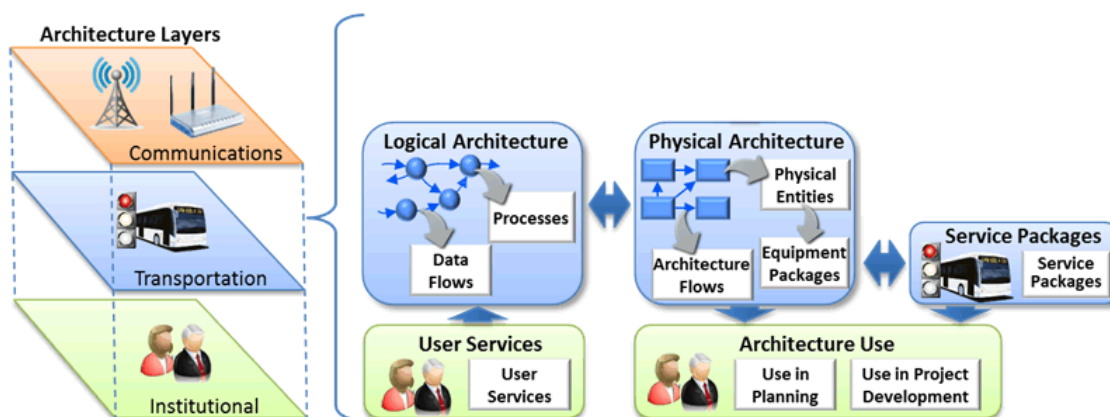 Architecture Layers
Communications
Transportation
Institutional
Logical Architecture
Processes
Data
Flows
User Services
User
Services
Physical Architecture
Physical
Entities
Architecture
Flows
Equipment
Packages
Service Packages
Service
Packages
Architecture Use
Use in
Planning
Use in Project
Development